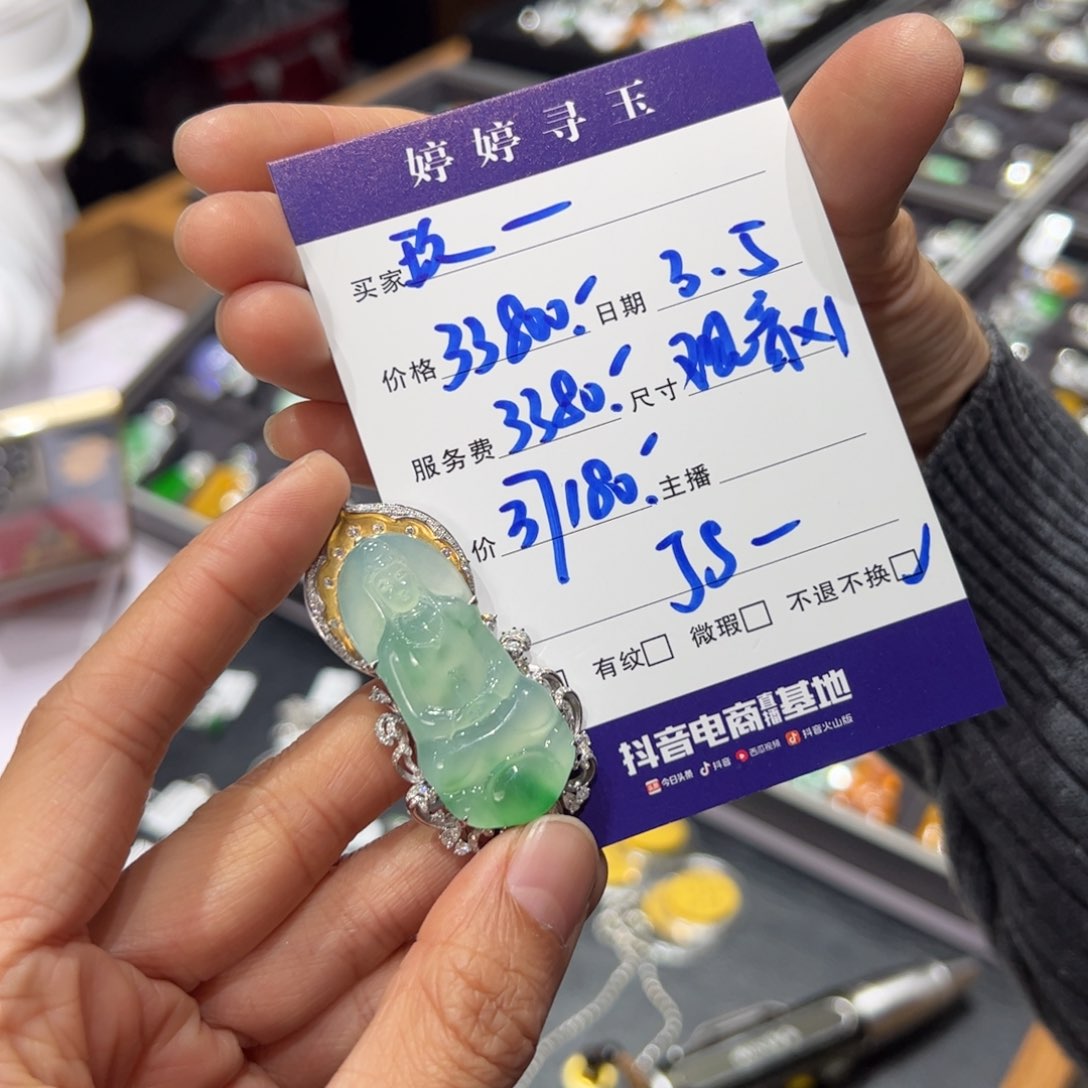 婷婷寻玉
买家 玖一
价格 33800. 日期 3.5
服务费 3380. 尺寸 观音x1
价 37180. 主播
JS一
有纹□ 微瑕□ 不退不换☑
抖音电商直播基地
今日头条 抖音 西瓜视频 抖音火山版